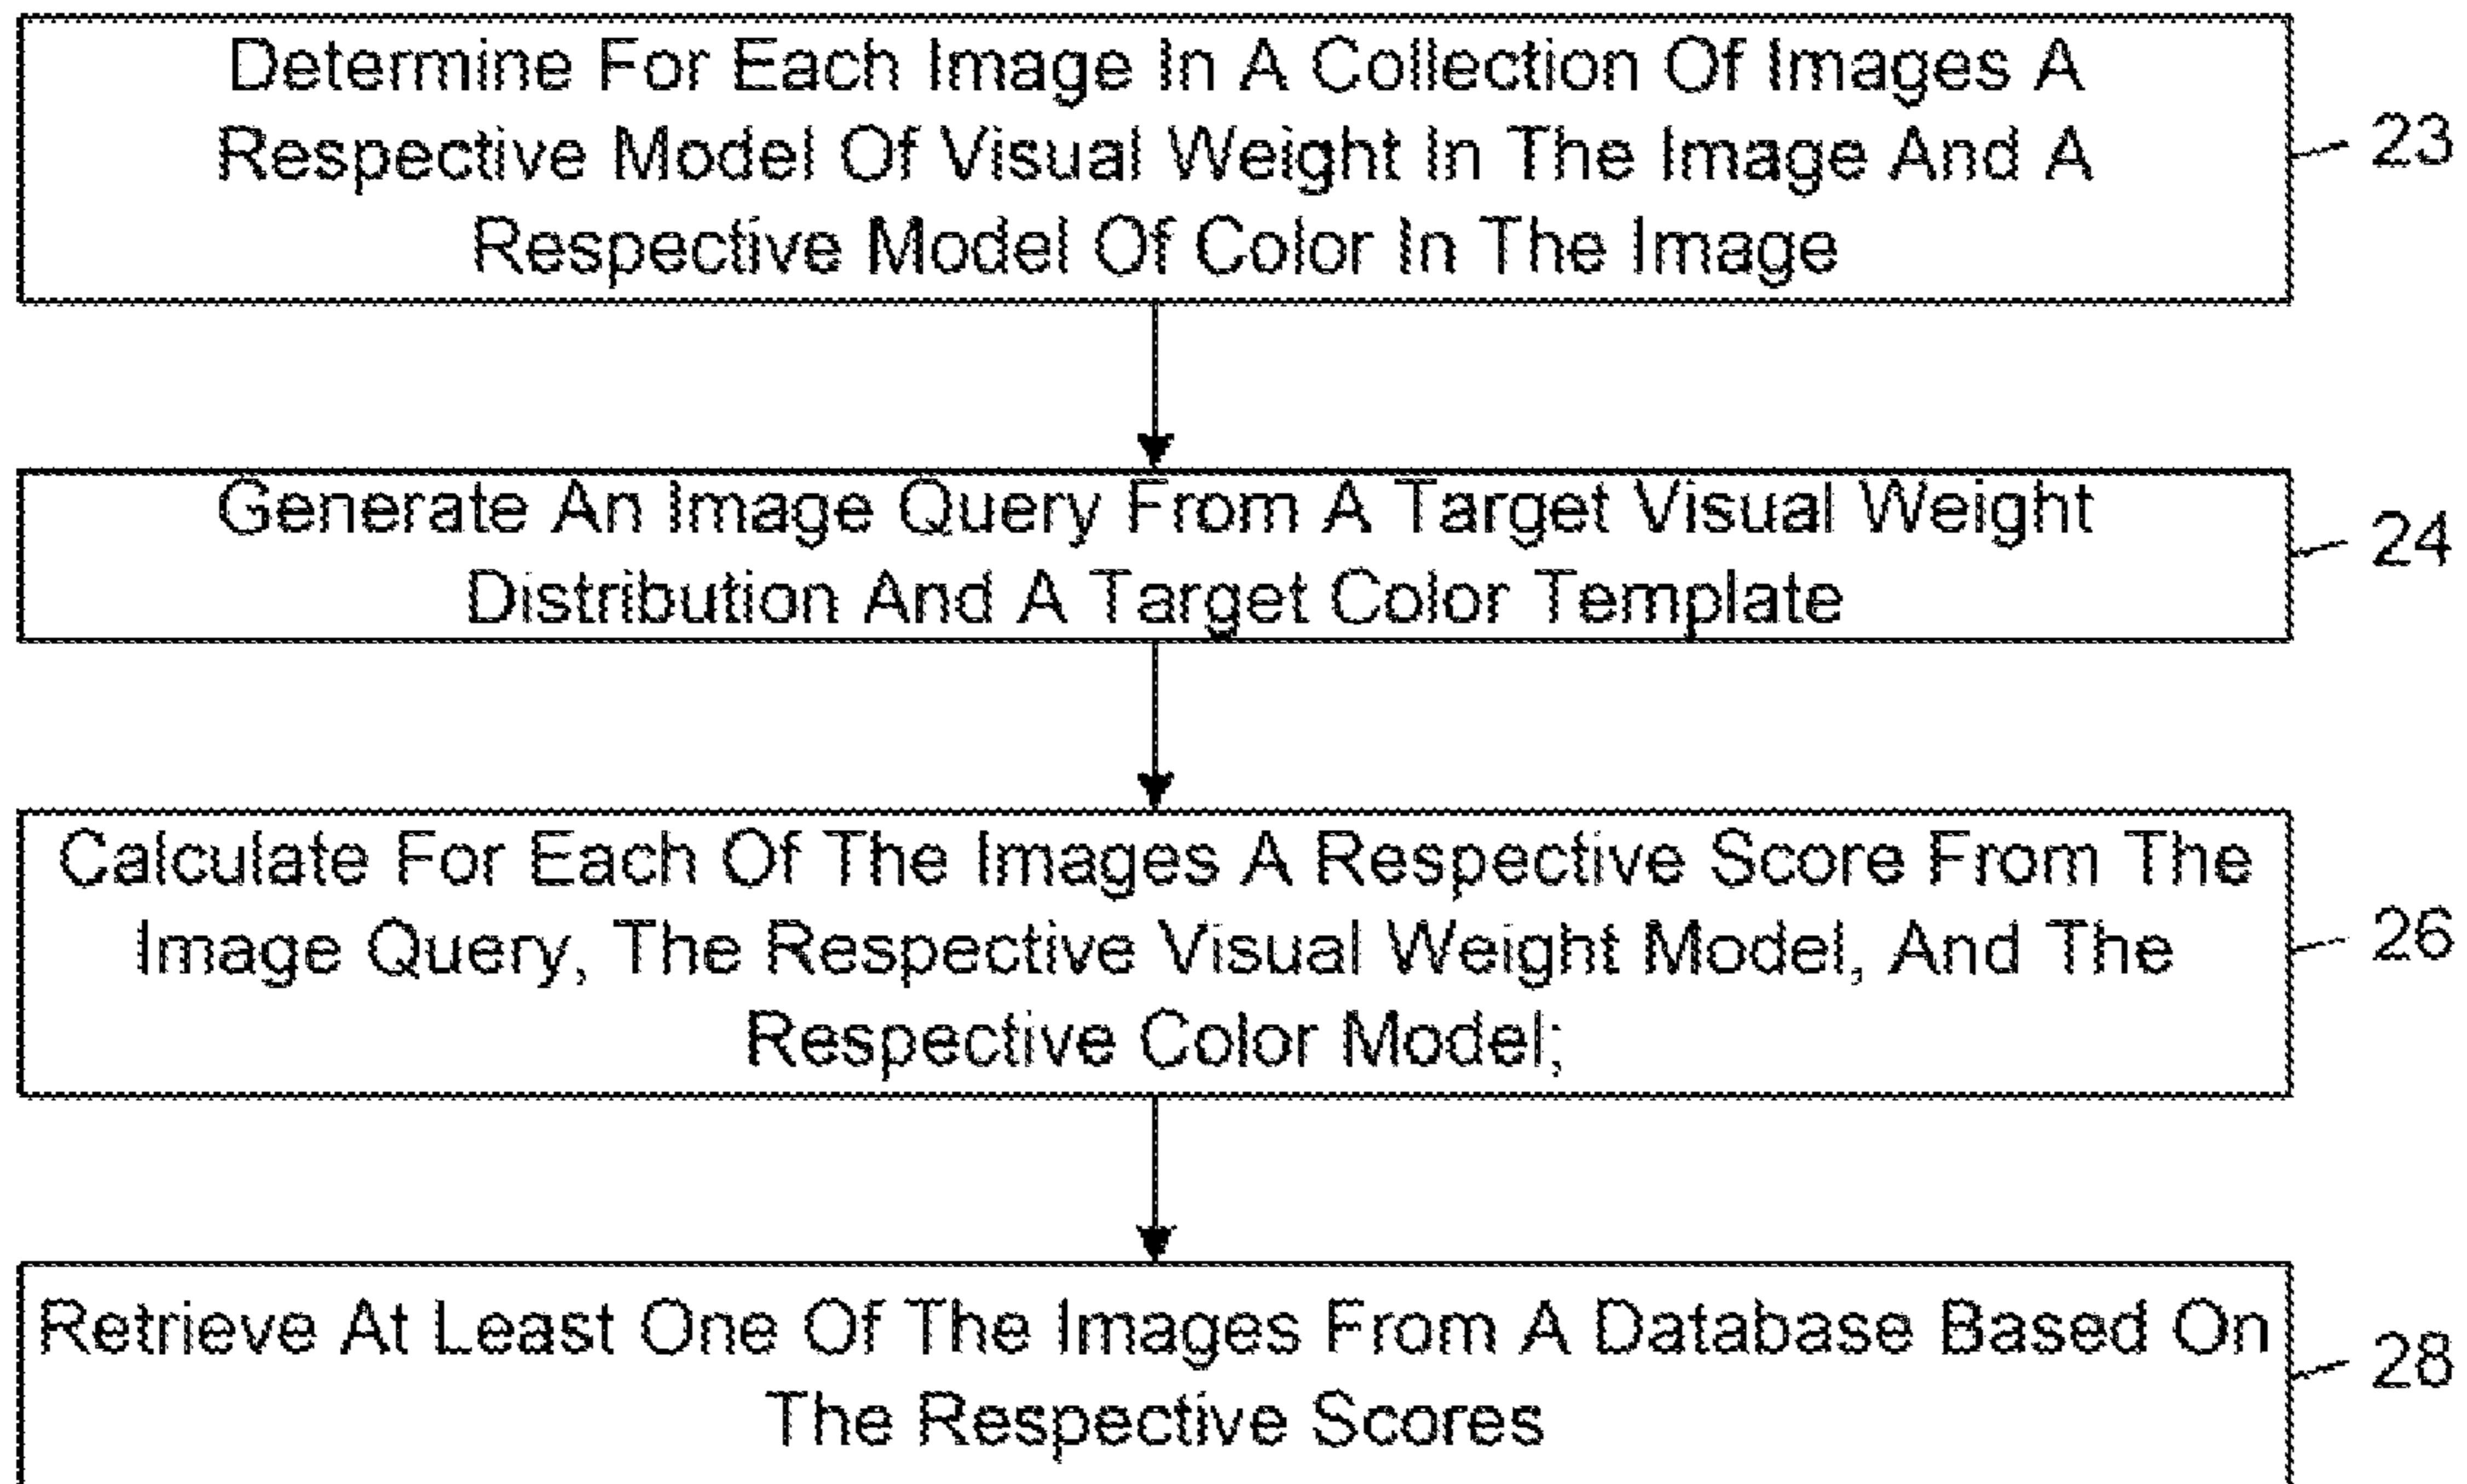 Determine For Each Image In A Collection Of Images A
Respective Model Of Visual Weight In The Image And A
Respective Model Of Color In The Image
23
Generate An Image Query From A Target Visual Weight
Distribution And A Target Color Template
24
Calculate For Each Of The Images A Respective Score From The
Image Query, The Respective Visual Weight Model, And The
Respective Color Model;
26
Retrieve At Least One Of The Images From A Database Based On
The Respective Scores
28